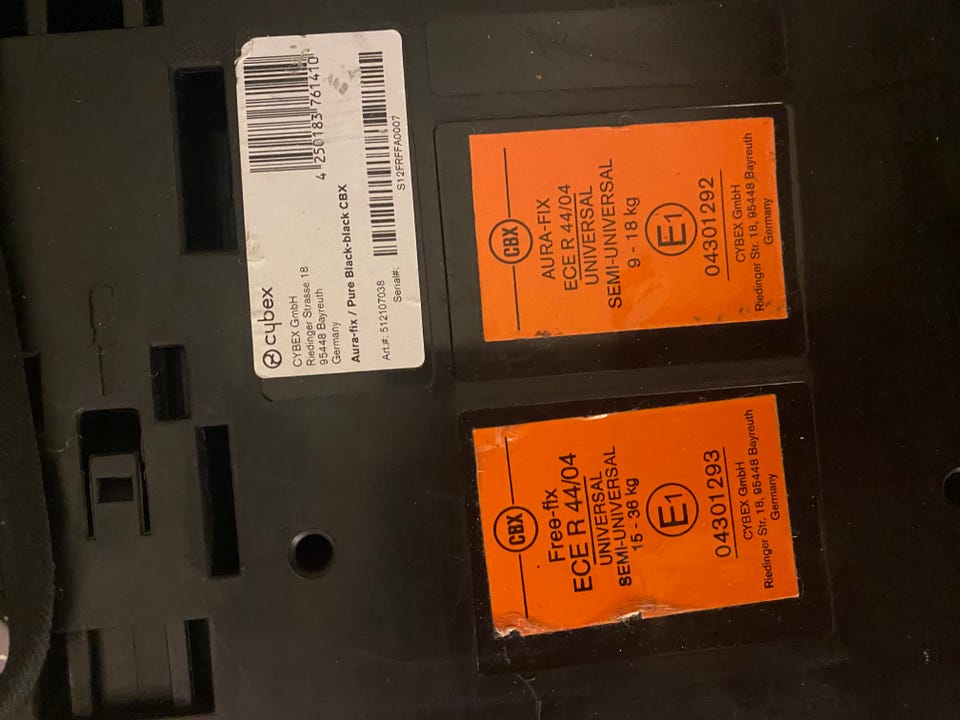 cybex
CYBEX GmbH
Riedinger Strasse 18
95448 Bayreuth
Germany
Aura-fix / Pure Black-black CBX
Art.#: 512107038
Serial#:
S12FRFFA0007
4 250183 761410
CBX
AURA-FIX
ECE R 44/04
UNIVERSAL
SEMI-UNIVERSAL
9 - 18 kg
E1
04301292
CYBEX GmbH
Riedinger Str. 18, 95448 Bayreuth
Germany
CBX
Free-fix
ECE R 44/04
UNIVERSAL
SEMI-UNIVERSAL
15 - 36 kg
E1
04301293
CYBEX GmbH
Riedinger Str. 18, 95448 Bayreuth
Germany